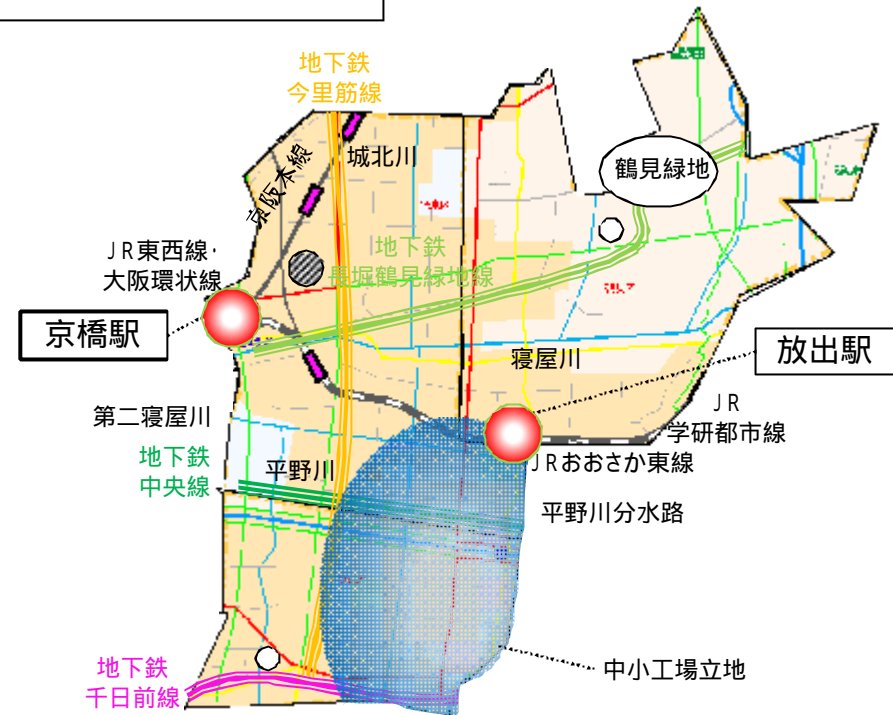 地下鉄
今里筋線
城北川
京阪本線
鶴見緑地
JR東西線・
大阪環状線
地下鉄
長堀鶴見緑地線
京橋駅
放出駅
寝屋川
第二寝屋川
JR
学研都市線
地下鉄
中央線
平野川
JRおおさか東線
平野川分水路
中小工場立地
地下鉄
千日前線